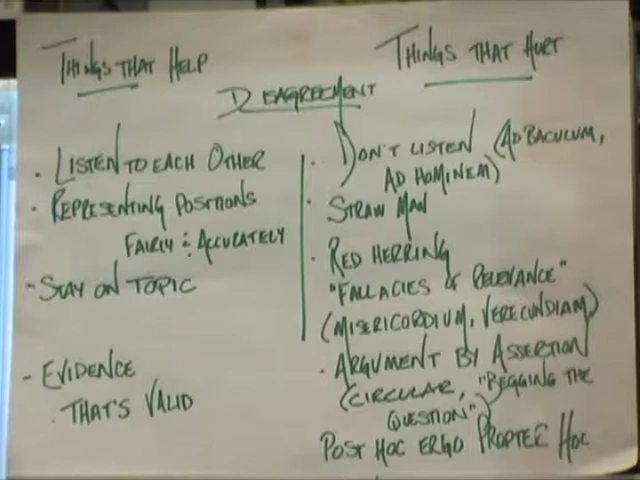 Things that Help
Things that Hurt
Disagreement
. Listen to each Other
. Representing Positions
Fairly & Accurately
- Stay on topic
- Evidence
. That's Valid
. Don't listen (Ad Baculum,
Ad Hominem)
. Straw Man
. Red Herring
"Fallacies of Relevance"
(Misericordium, Verecundiam)
. Argument by Assertion
(circular, "Begging the
Question")
Post hoc ergo Propter Hoc